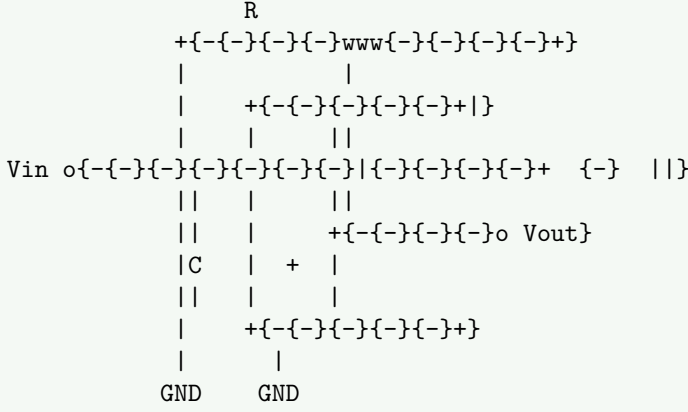 R
+{-{-}{-}{-}www{-}{-}{-}{-}+}
| |
| +{-{-}{-}{-}{-}+|}
| | ||
Vin o{-{-}{-}{-}{-}{-}{-}|{-}{-}{-}{-}+ {-} ||}
|| | ||
|| | +{-{-}{-}{-}o Vout}
|C | + |
|| | |
| +{-{-}{-}{-}{-}+}
| |
GND GND